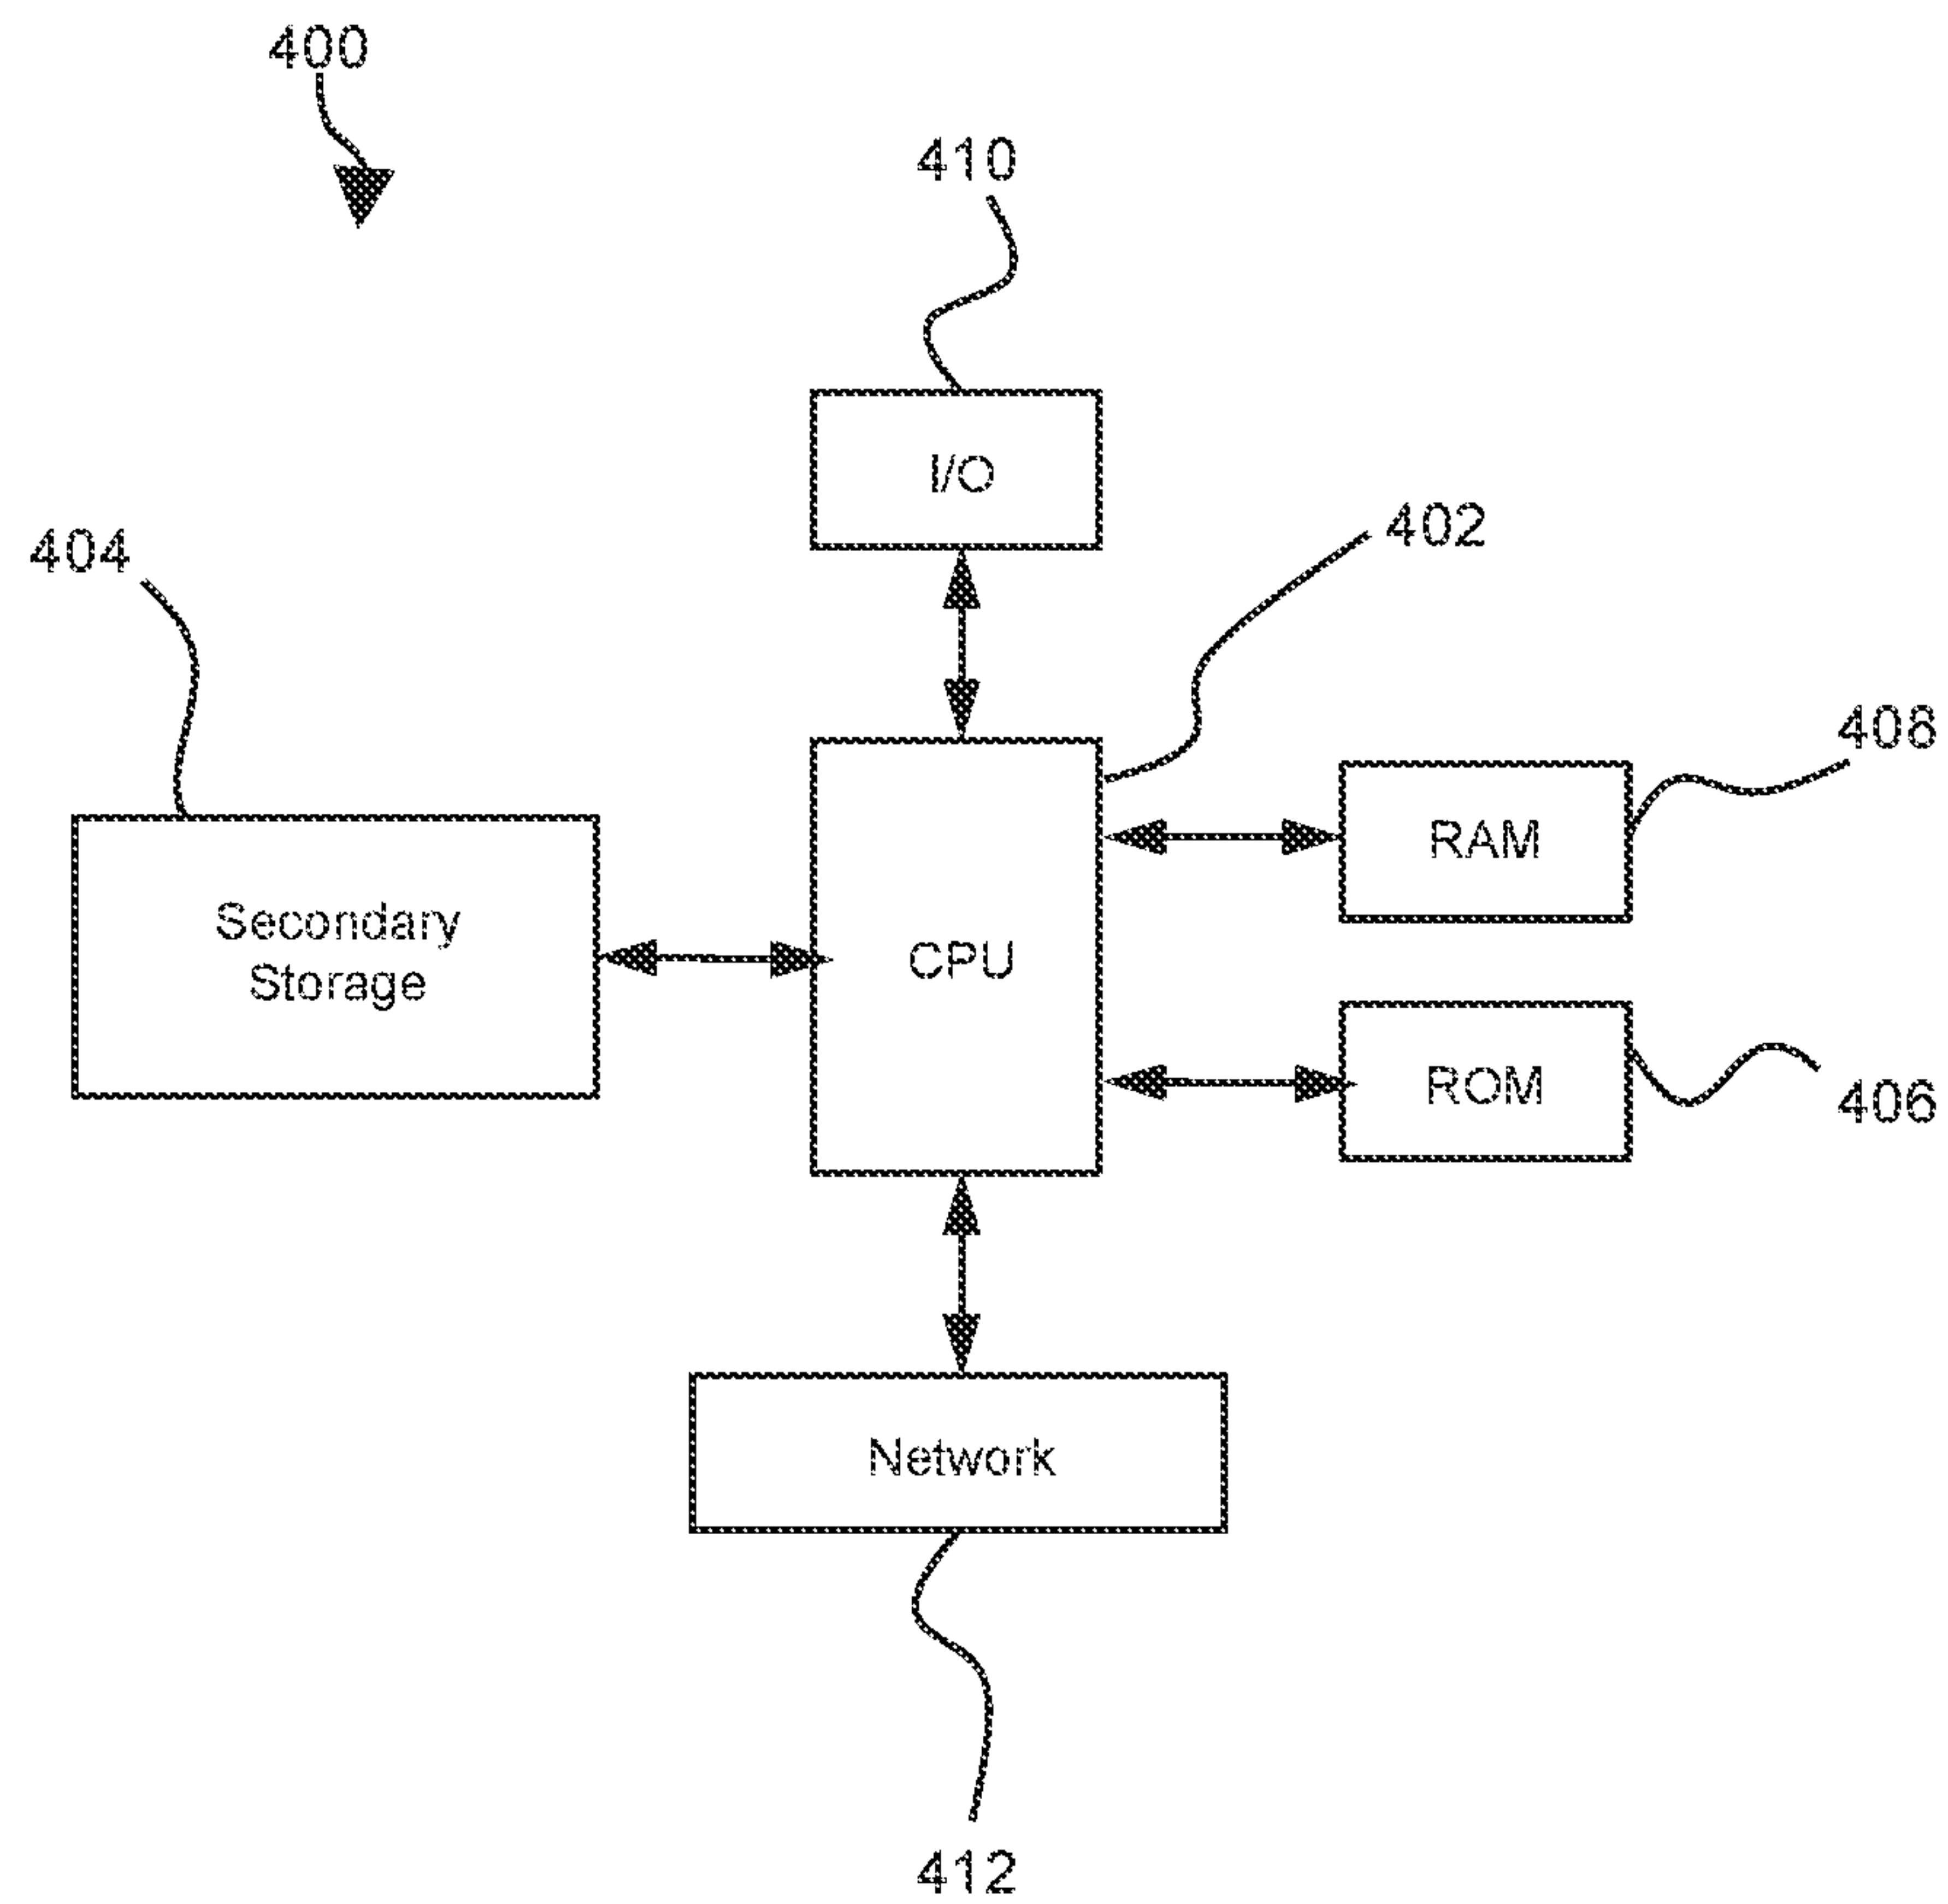 400
410
I/O
402
404
408
RAM
Secondary
Storage
CPU
ROM
406
Network
412